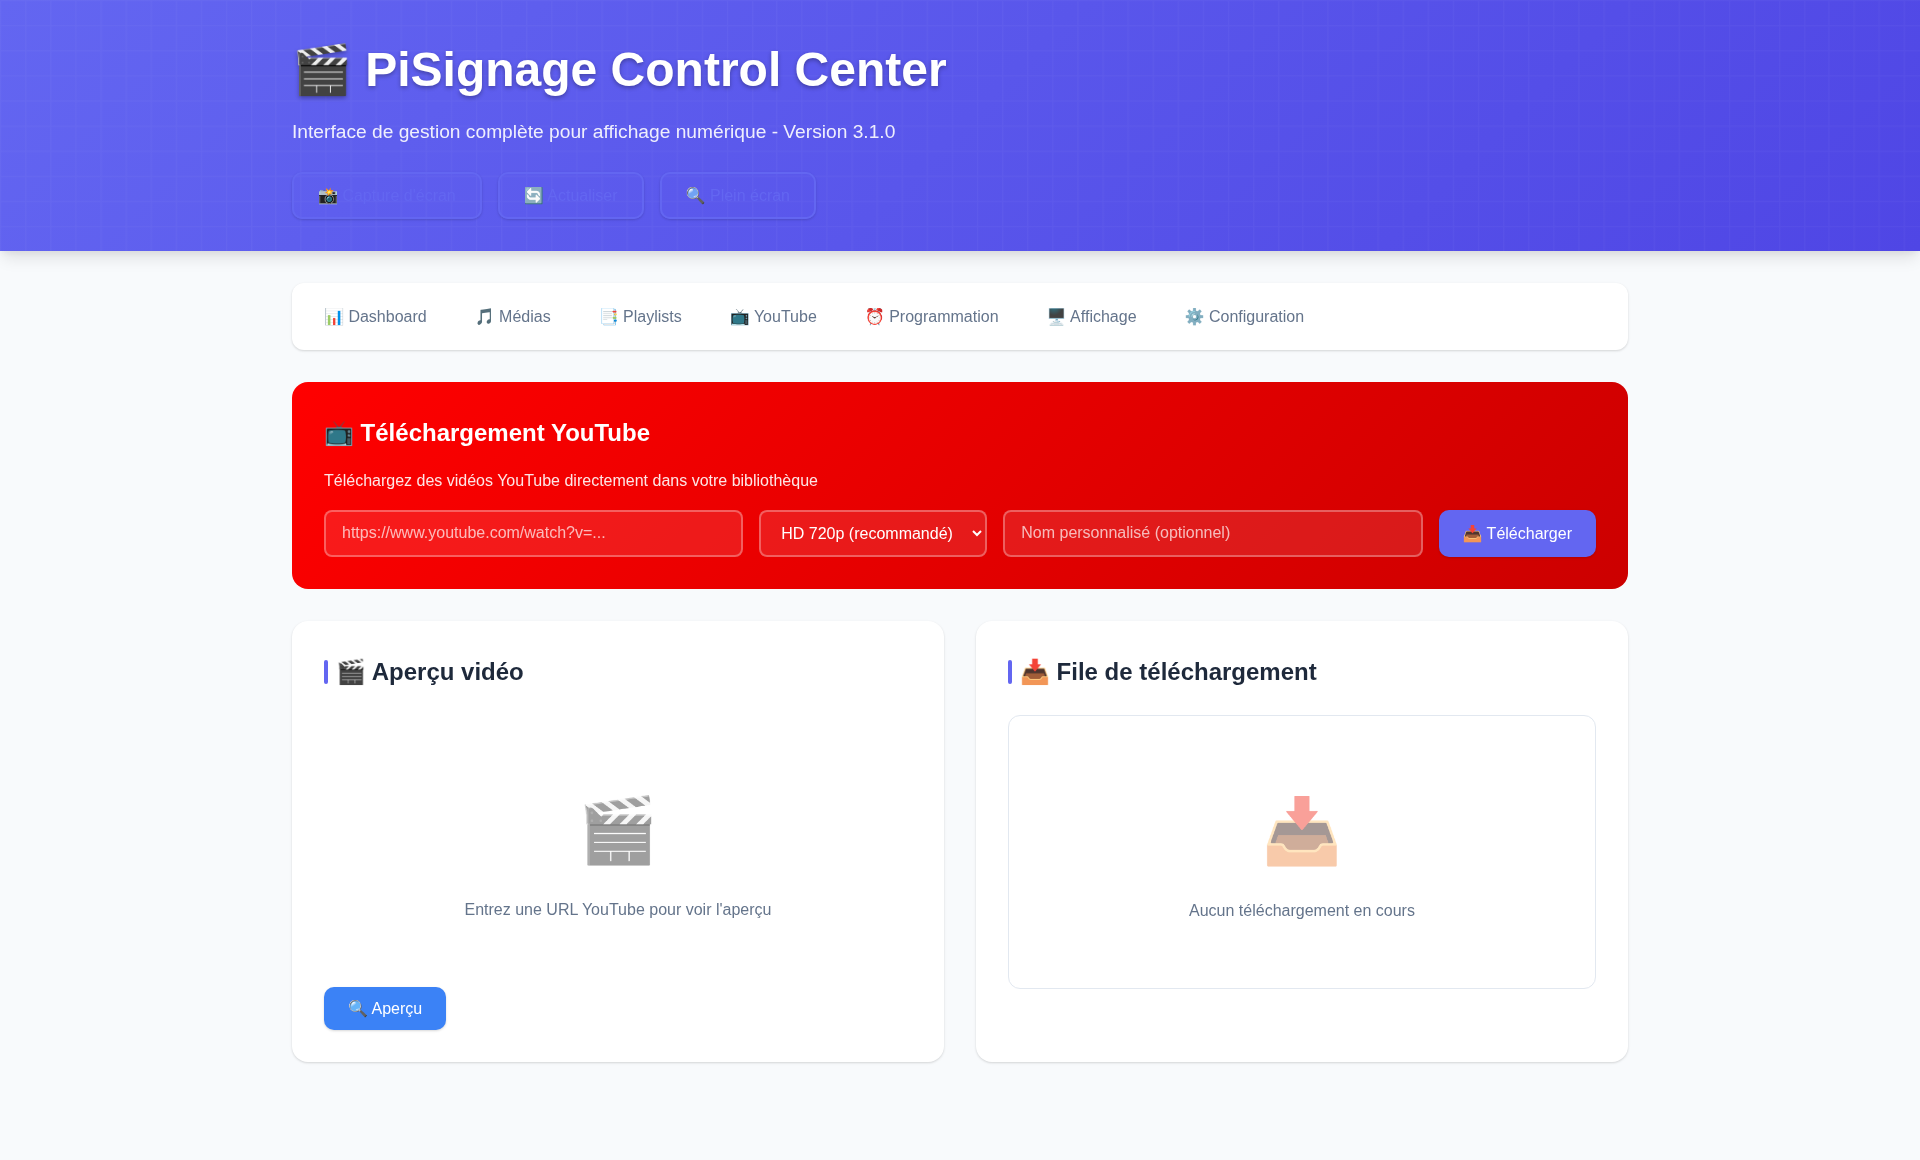 🎬 PiSignage Control Center
Interface de gestion complète pour affichage numérique - Version 3.1.0
📸 Capture d'écran 🔄 Actualiser 🔍 Plein écran
📊 Dashboard 🎵 Médias 📑 Playlists 📺 YouTube ⏰ Programmation 🖥️ Affichage ⚙️ Configuration
📺 Téléchargement YouTube
Téléchargez des vidéos YouTube directement dans votre bibliothèque
https://www.youtube.com/watch?v=... HD 720p (recommandé) Nom personnalisé (optionnel) 📥 Télécharger
🎬 Aperçu vidéo
Entrez une URL YouTube pour voir l'aperçu
🔍 Aperçu
📥 File de téléchargement
Aucun téléchargement en cours